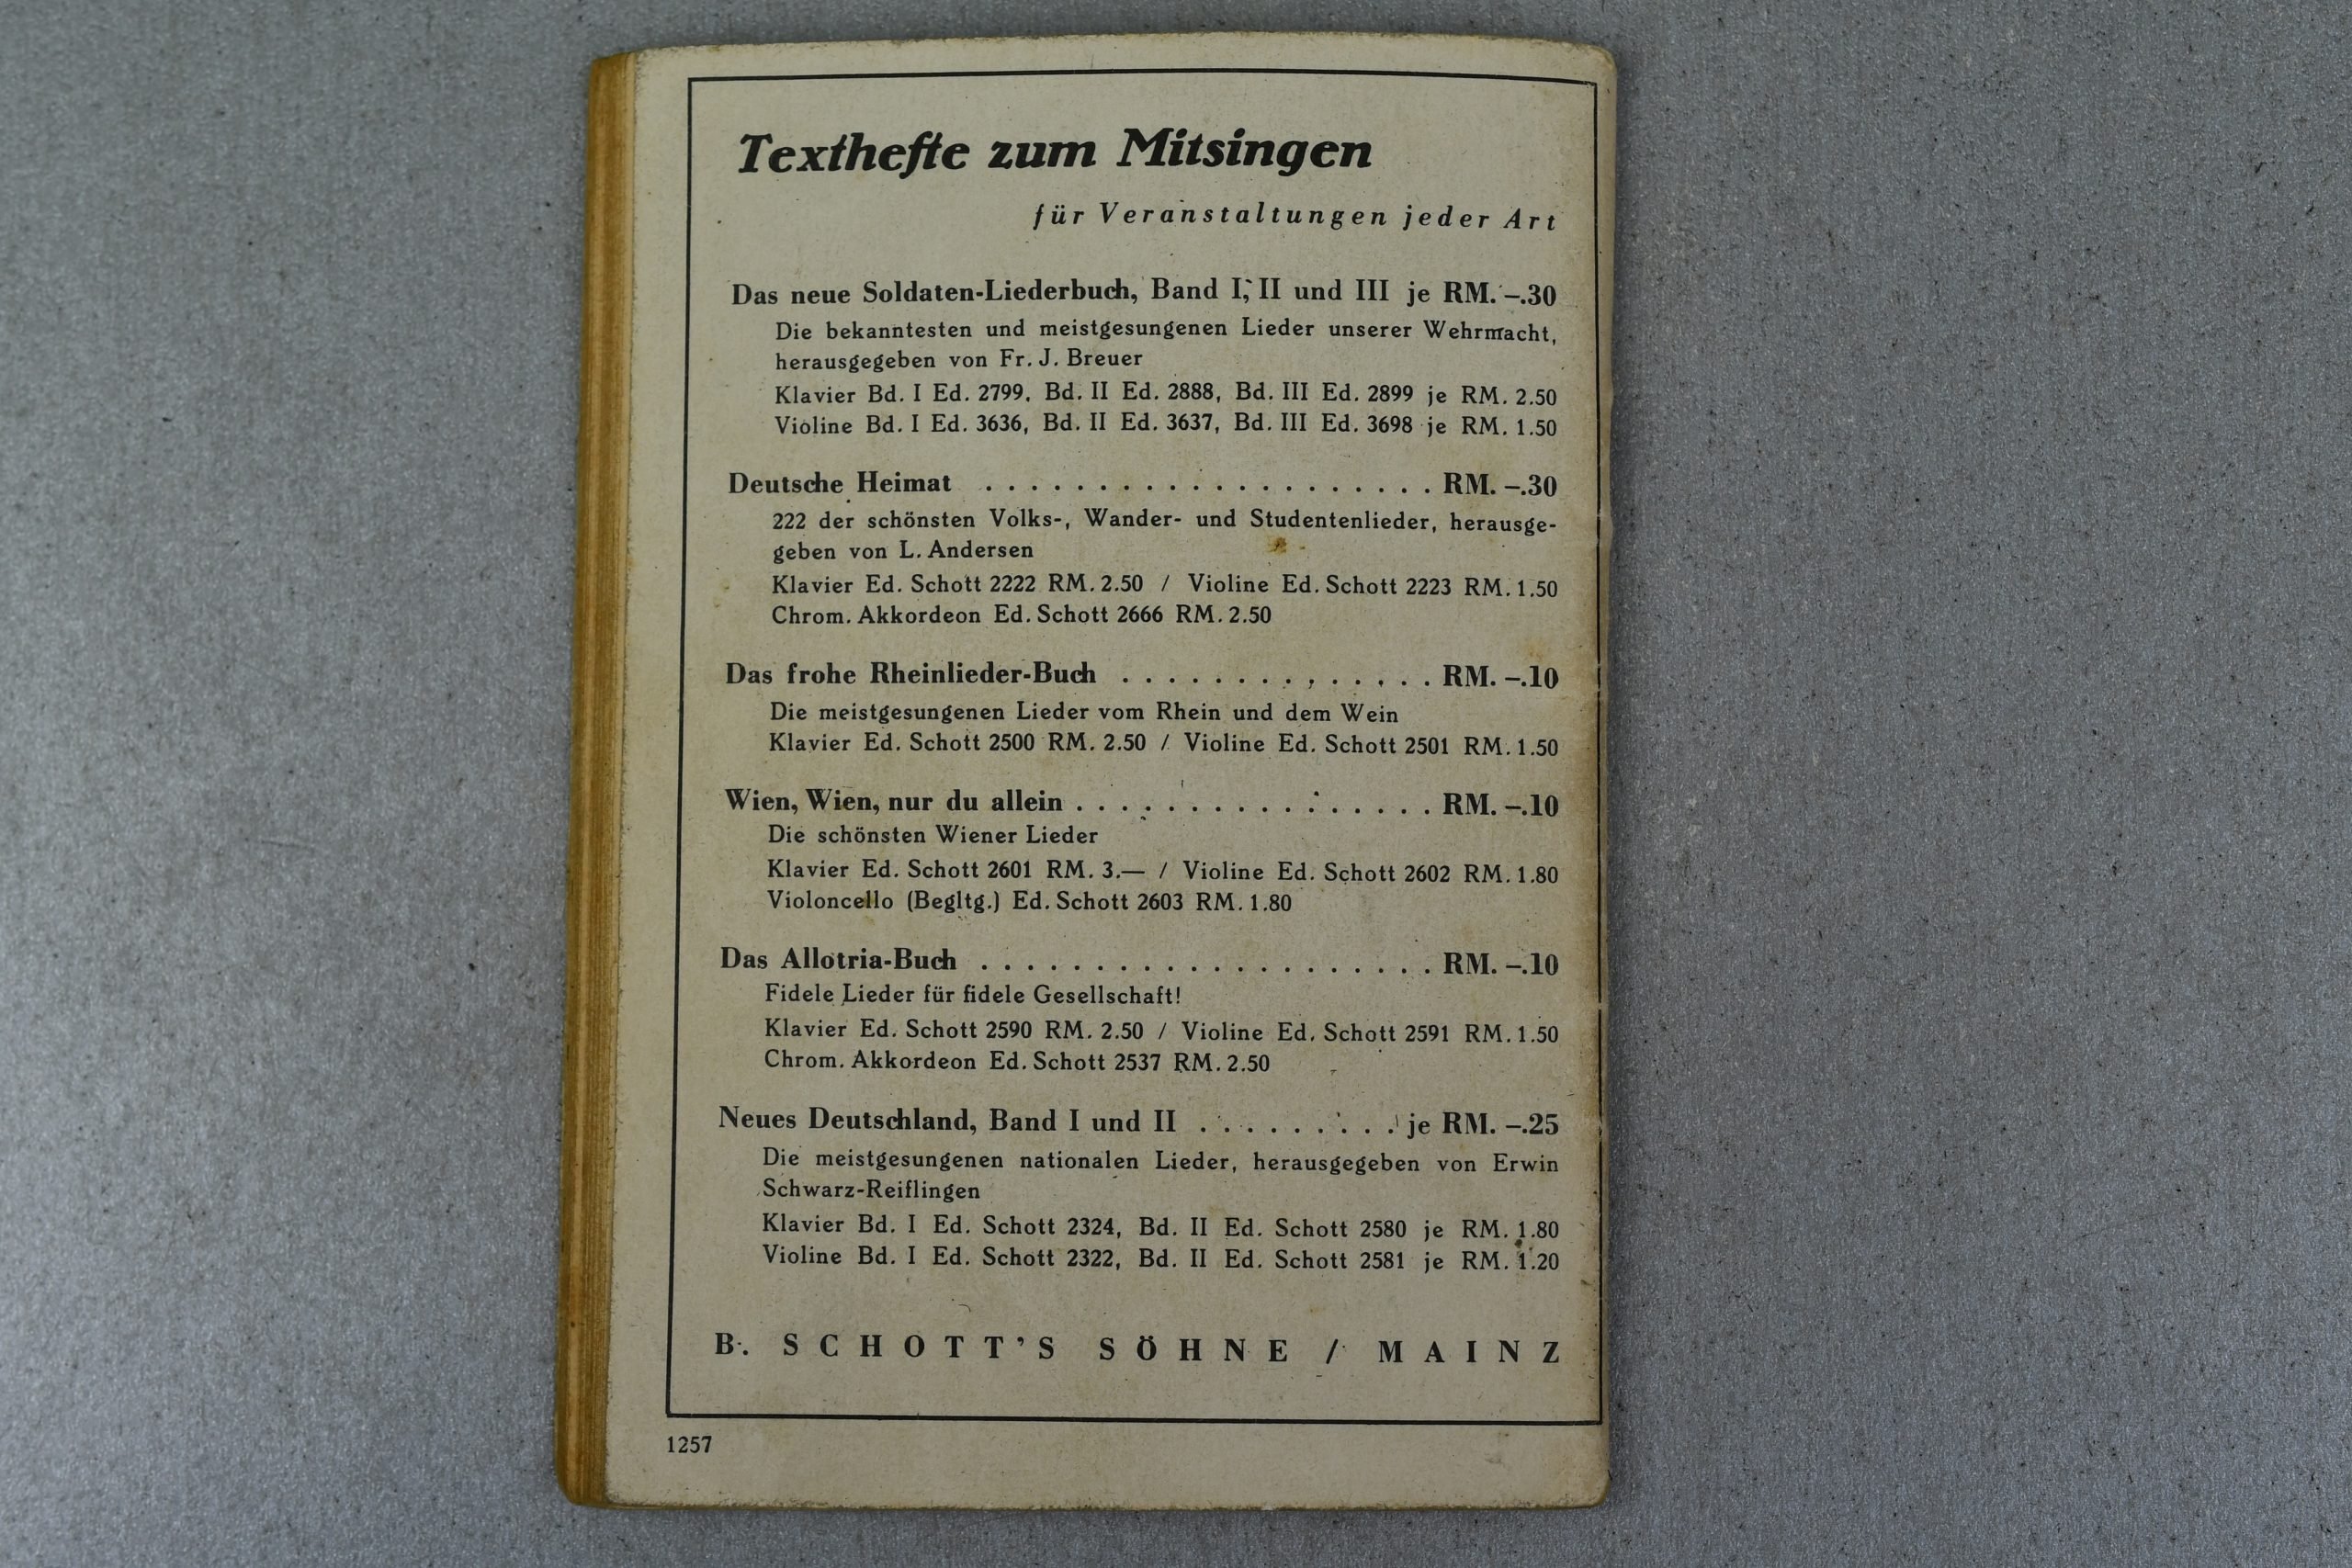 Texthefte zum Mitsingen
für Veranstaltungen jeder Art
Das neue Soldaten-Liederbuch, Band I, II und III je RM. –.30
Die bekanntesten und meistgesungenen Lieder unserer Wehrmacht,
herausgegeben von Fr. J. Breuer
Klavier Bd. I Ed. 2799. Bd. II Ed. 2888, Bd. III Ed. 2899 je RM. 2.50
Violine Bd. I Ed. 3636, Bd. II Ed. 3637, Bd. III Ed. 3698 je RM. 1.50
Deutsche Heimat . . . . . . . . . . . . . . . . . . . . RM. –.30
222 der schönsten Volks-, Wander- und Studentenlieder, herausge-
geben von L. Andersen
Klavier Ed. Schott 2222 RM. 2.50 / Violine Ed. Schott 2223 RM. 1.50
Chrom. Akkordeon Ed. Schott 2666 RM. 2.50
Das frohe Rheinlieder-Buch . . . . . . . . . . . . . . RM. –.10
Die meistgesungenen Lieder vom Rhein und dem Wein
Klavier Ed. Schott 2500 RM. 2.50 / Violine Ed. Schott 2501 RM. 1.50
Wien, Wien, nur du allein . . . . . . . . . . . . . . . . RM. –.10
Die schönsten Wiener Lieder
Klavier Ed. Schott 2601 RM. 3.— / Violine Ed. Schott 2602 RM. 1.80
Violoncello (Begltg.) Ed. Schott 2603 RM. 1.80
Das Allotria-Buch . . . . . . . . . . . . . . . . . . . . RM. –.10
Fidele Lieder für fidele Gesellschaft!
Klavier Ed. Schott 2590 RM. 2.50 / Violine Ed. Schott 2591 RM. 1.50
Chrom. Akkordeon Ed. Schott 2537 RM. 2.50
Neues Deutschland, Band I und II . . . . . . . . . je RM. –.25
Die meistgesungenen nationalen Lieder, herausgegeben von Erwin
Schwarz-Reiflingen
Klavier Bd. I Ed. Schott 2324, Bd. II Ed. Schott 2580 je RM. 1.80
Violine Bd. I Ed. Schott 2322, Bd. II Ed. Schott 2581 je RM. 1.20
B. SCHOTT'S SÖHNE / MAINZ
1257